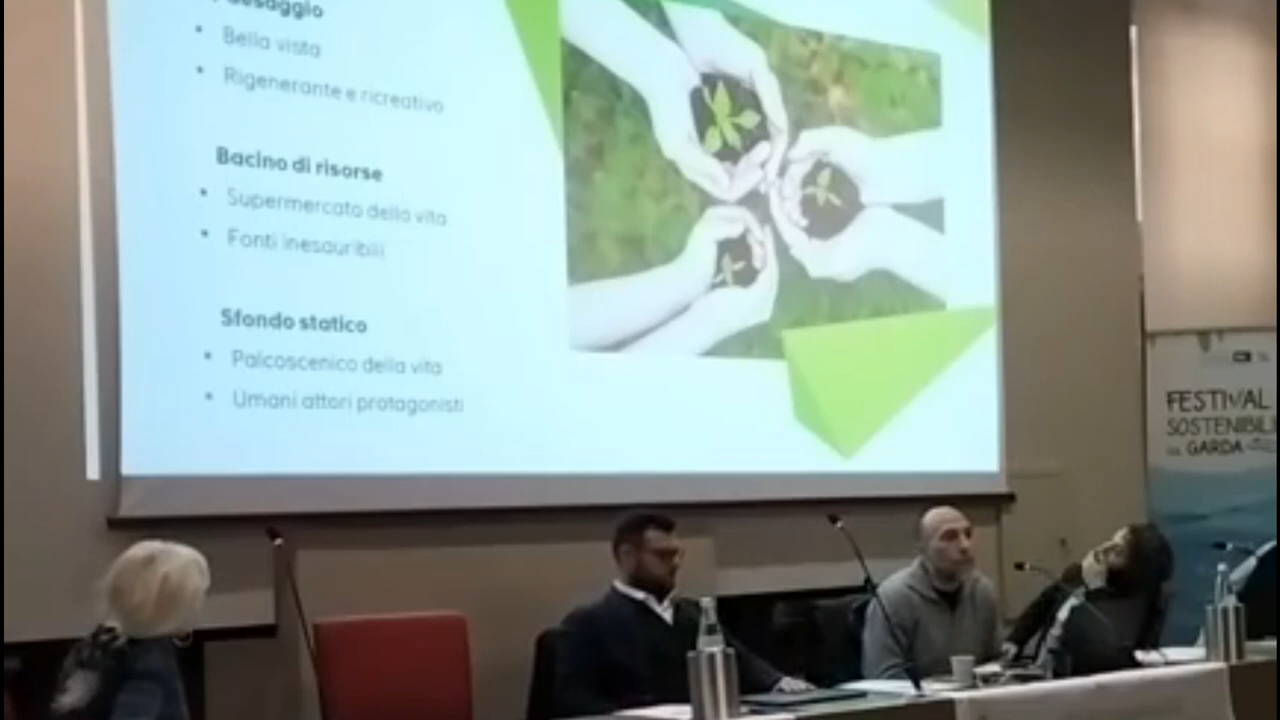 Bella vista
Rigenerante e ricreativo
Bacino di risorse
Supermercato della vita
Fonti inesauribili
Sfondo statico
Palcoscenico della vita
Umani attori protagonisti
FESTIVAL
GARDA